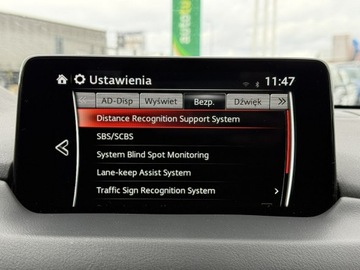 autotu
Ustawienia 11:47
AD-Disp Wyświet Bezp. Dźwięk
Distance Recognition Support System
SBS/SCBS
System Blind Spot Monitoring
Lane-keep Assist System
Traffic Sign Recognition System